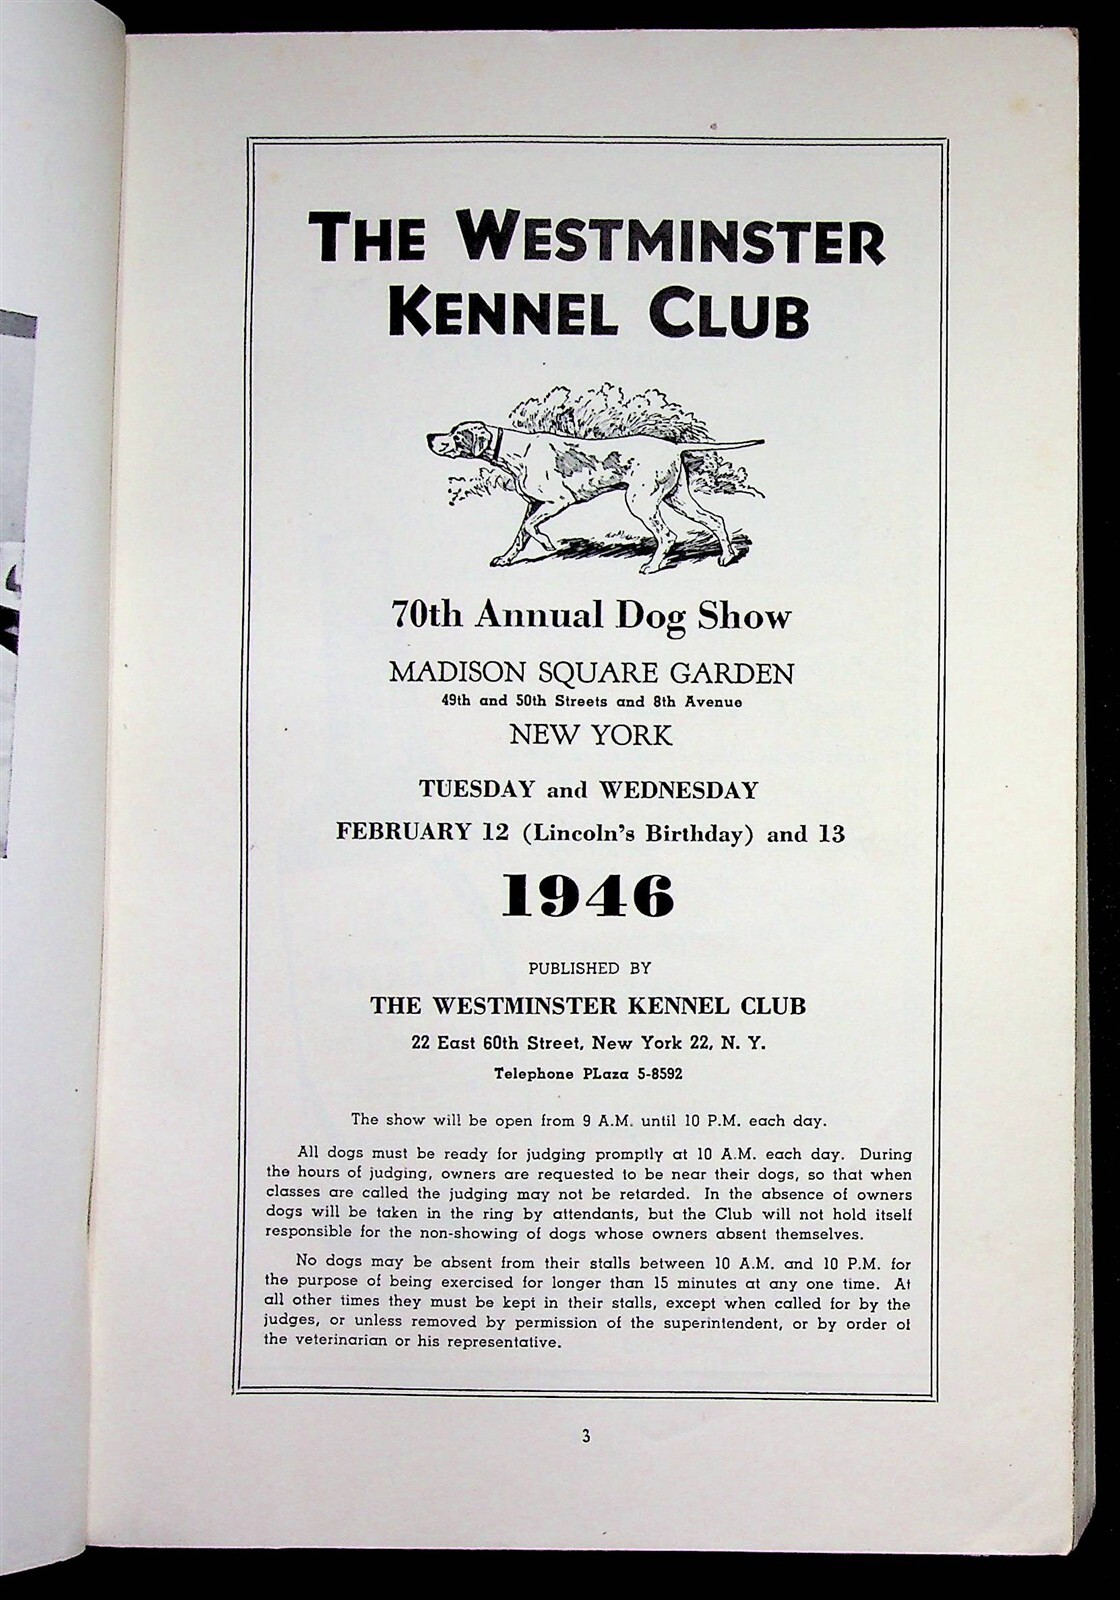 THE WESTMINSTER
KENNEL CLUB
70th Annual Dog Show
MADISON SQUARE GARDEN
49th and 50th Streets and 8th Avenue
NEW YORK
TUESDAY and WEDNESDAY
FEBRUARY 12 (Lincoln's Birthday) and 13
1946
PUBLISHED BY
THE WESTMINSTER KENNEL CLUB
22 East 60th Street, New York 22, N. Y.
Telephone PLaza 5-8592
The show will be open from 9 A.M. until 10 P.M. each day.
All dogs must be ready for judging promptly at 10 A.M. each day. During
the hours of judging, owners are requested to be near their dogs, so that when
classes are called the judging may not be retarded. In the absence of owners
dogs will be taken in the ring by attendants, but the Club will not hold itself
responsible for the non-showing of dogs whose owners absent themselves.
No dogs may be absent from their stalls between 10 A.M. and 10 P.M. for
the purpose of being exercised for longer than 15 minutes at any one time. At
all other times they must be kept in their stalls, except when called for by the
judges, or unless removed by permission of the superintendent, or by order of
the veterinarian or his representative.
3